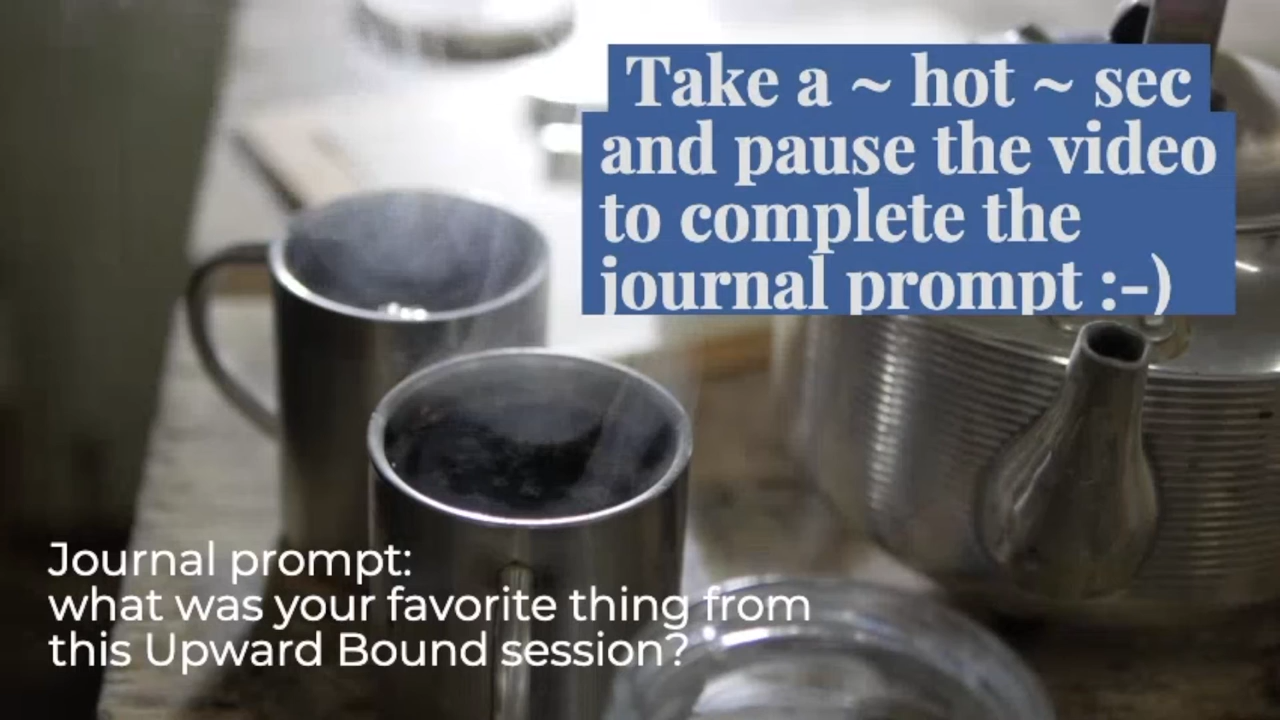 Take a ~ hot ~ sec
and pause the video
to complete the
journal prompt :-)
Journal prompt:
what was your favorite thing from
this Upward Bound session?